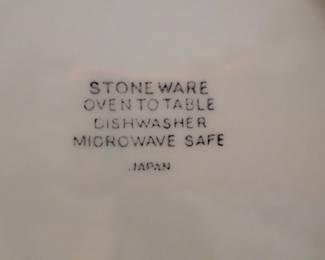 STONEWARE
OVEN TO TABLE
DISHWASHER
MICROWAVE SAFE
JAPAN